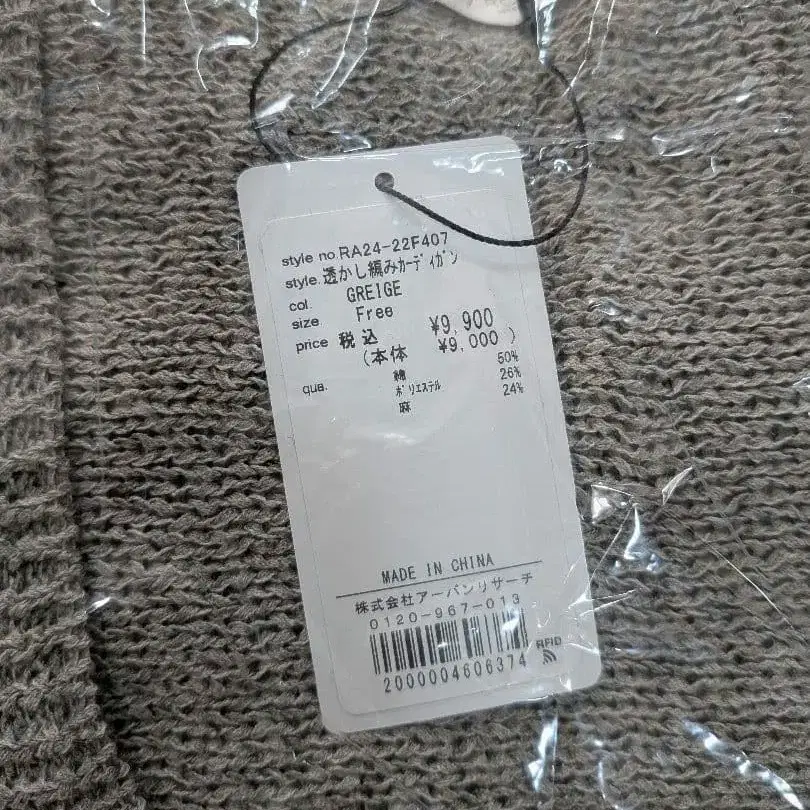 style no.RA24-22F407
style.透かし編みｶｰﾃﾞｨｶﾞﾝ
col. GREIGE
size. Free
price 税込 ¥9,900
(本体 ¥9,000 )
qua. 綿 50%
ﾎﾟﾘｴｽﾃﾙ 26%
麻 24%
MADE IN CHINA
株式会社アーバンリサーチ
0120-967-013
RFID
2000004606374